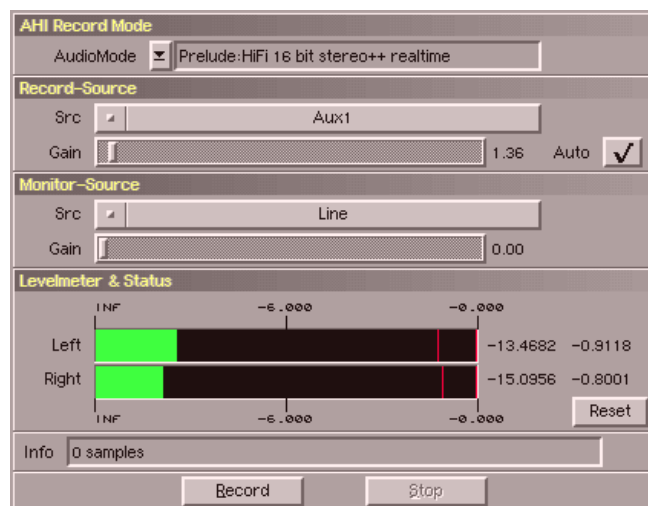 AHI Record Mode
AudioMode Prelude:HiFi 16 bit stereo++ realtime
Record-Source
Src Aux1
Gain 1.36 Auto
Monitor-Source
Src Line
Gain 0.00
Levelmeter & Status
INF -6.000 -0.000
Left -13.4682 -0.9118
Right -15.0956 -0.8001
INF -6.000 -0.000
Reset
Info 0 samples
Record Stop